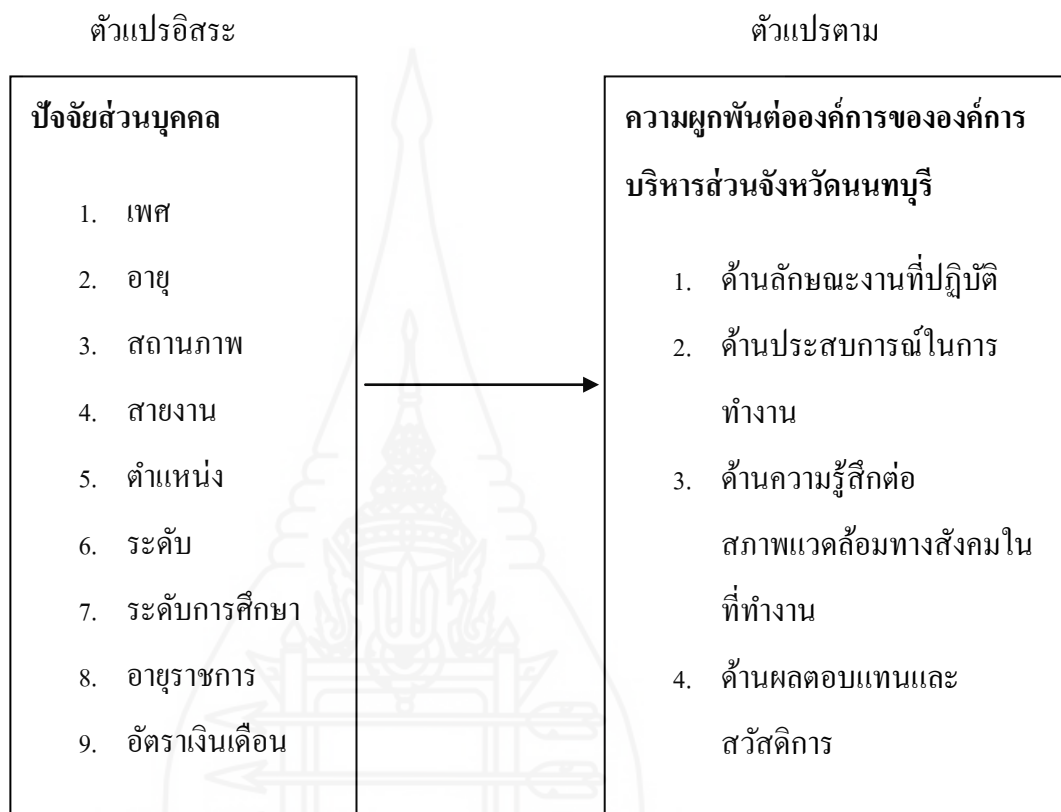 ตัวแปรอิสระ
ตัวแปรตาม
ปัจจัยส่วนบุคคล
1. เพศ
2. อายุ
3. สถานภาพ
4. สายงาน
5. ตำแหน่ง
6. ระดับ
7. ระดับการศึกษา
8. อายุราชการ
9. อัตราเงินเดือน
ความผูกพันต่อองค์การขององค์การ
บริหารส่วนจังหวัดนนทบุรี
1. ด้านลักษณะงานที่ปฏิบัติ
2. ด้านประสบการณ์ในการ
ทำงาน
3. ด้านความรู้สึกต่อ
สภาพแวดล้อมทางสังคมใน
ที่ทำงาน
4. ด้านผลตอบแทนและ
สวัสดิการ